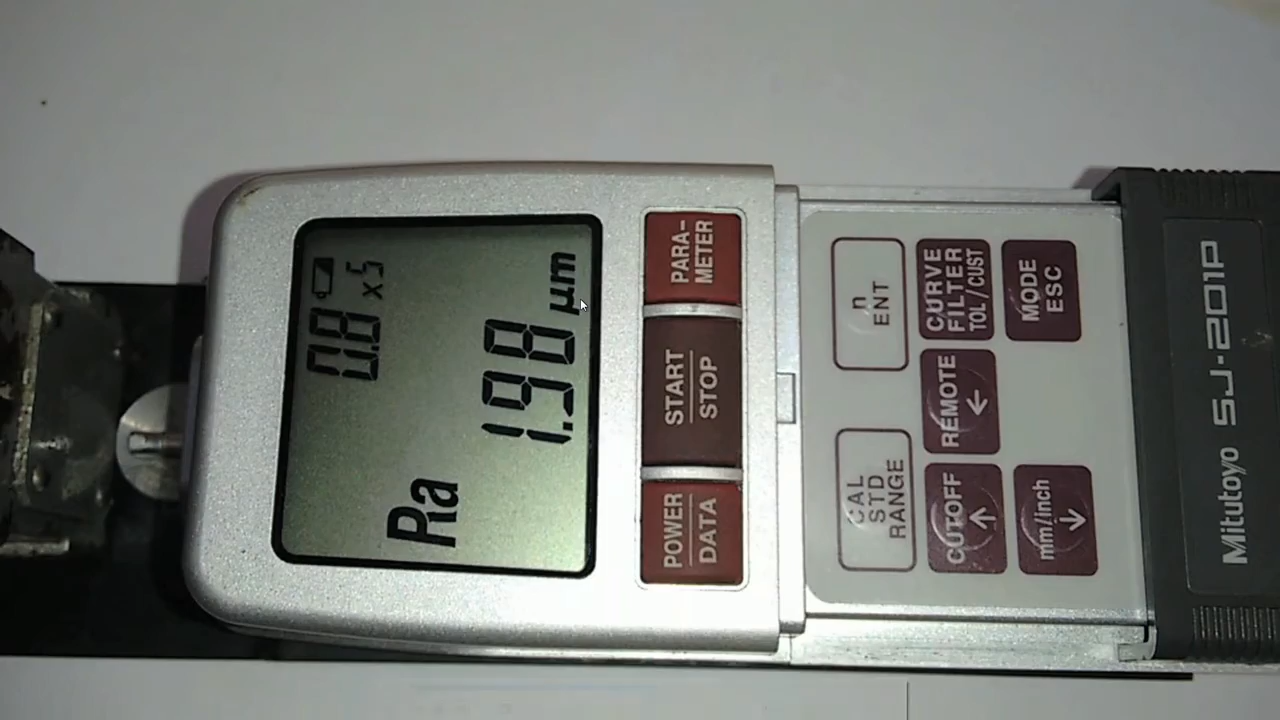 0.8 x5
Ra
1.98 µm
PARA-
METER
START
STOP
POWER
DATA
n
ENT
CURVE
FILTER
TOL/CUST
MODE
ESC
REMOTE
←
CAL
STD
RANGE
CUTOFF
↑
mm/inch
↓
Mitutoyo SJ-201P